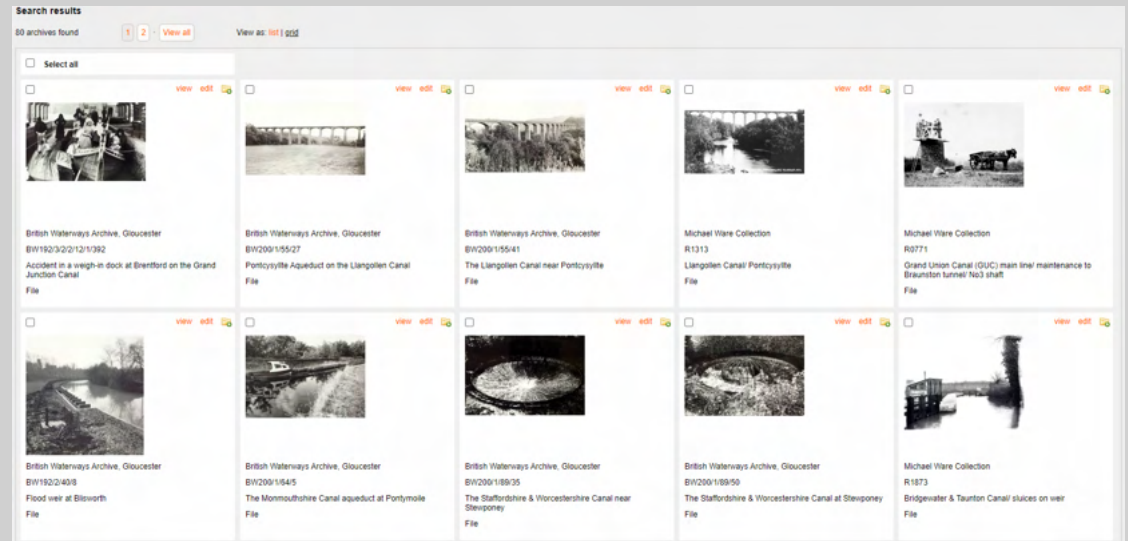 Search results
80 archives found 1 2 · View all View as: list | grid
Select all
view edit
British Waterways Archive, Gloucester
BW192/3/2/2/12/1/392
Accident in a weigh-in dock at Brentford on the Grand
Junction Canal
File
view edit
British Waterways Archive, Gloucester
BW200/1/55/27
Pontcysyllte Aqueduct on the Llangollen Canal
File
view edit
British Waterways Archive, Gloucester
BW200/1/55/41
The Llangollen Canal near Pontcysyllte
File
view edit
Michael Ware Collection
R1313
Llangollen Canal/ Pontcysyllte
File
view edit
Michael Ware Collection
R0771
Grand Union Canal (GUC) main line/ maintenance to
Braunston tunnel/ No3 shaft
File
view edit
British Waterways Archive, Gloucester
BW192/2/40/8
Flood weir at Blisworth
File
view edit
British Waterways Archive, Gloucester
BW200/1/64/5
The Monmouthshire Canal aqueduct at Pontymoile
File
view edit
British Waterways Archive, Gloucester
BW200/1/89/35
The Staffordshire & Worcestershire Canal near
Stewponey
File
view edit
British Waterways Archive, Gloucester
BW200/1/89/50
The Staffordshire & Worcestershire Canal at Stewponey
File
view edit
Michael Ware Collection
R1873
Bridgewater & Taunton Canal/ sluices on weir
File